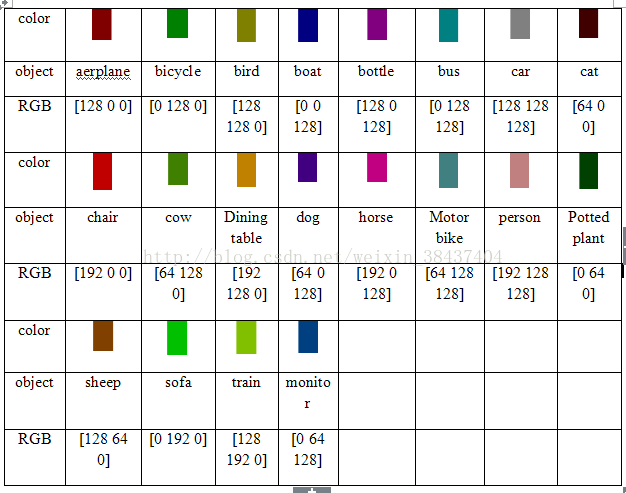 color
object aerplane bicycle bird boat bottle bus car cat
RGB [128 0 0] [0 128 0] [128 128 0] [0 0 128] [128 0 128] [0 128 128] [128 128 128] [64 0 0]
color
object chair cow Dining table dog horse Motor bike person Potted plant
http://blog.csdn.net/weixin_38437404
RGB [192 0 0] [64 128 0] [192 128 0] [64 0 128] [192 0 128] [64 128 128] [192 128 128] [0 64 0]
color
object sheep sofa train monitor
RGB [128 64 0] [0 192 0] [128 192 0] [0 64 128]